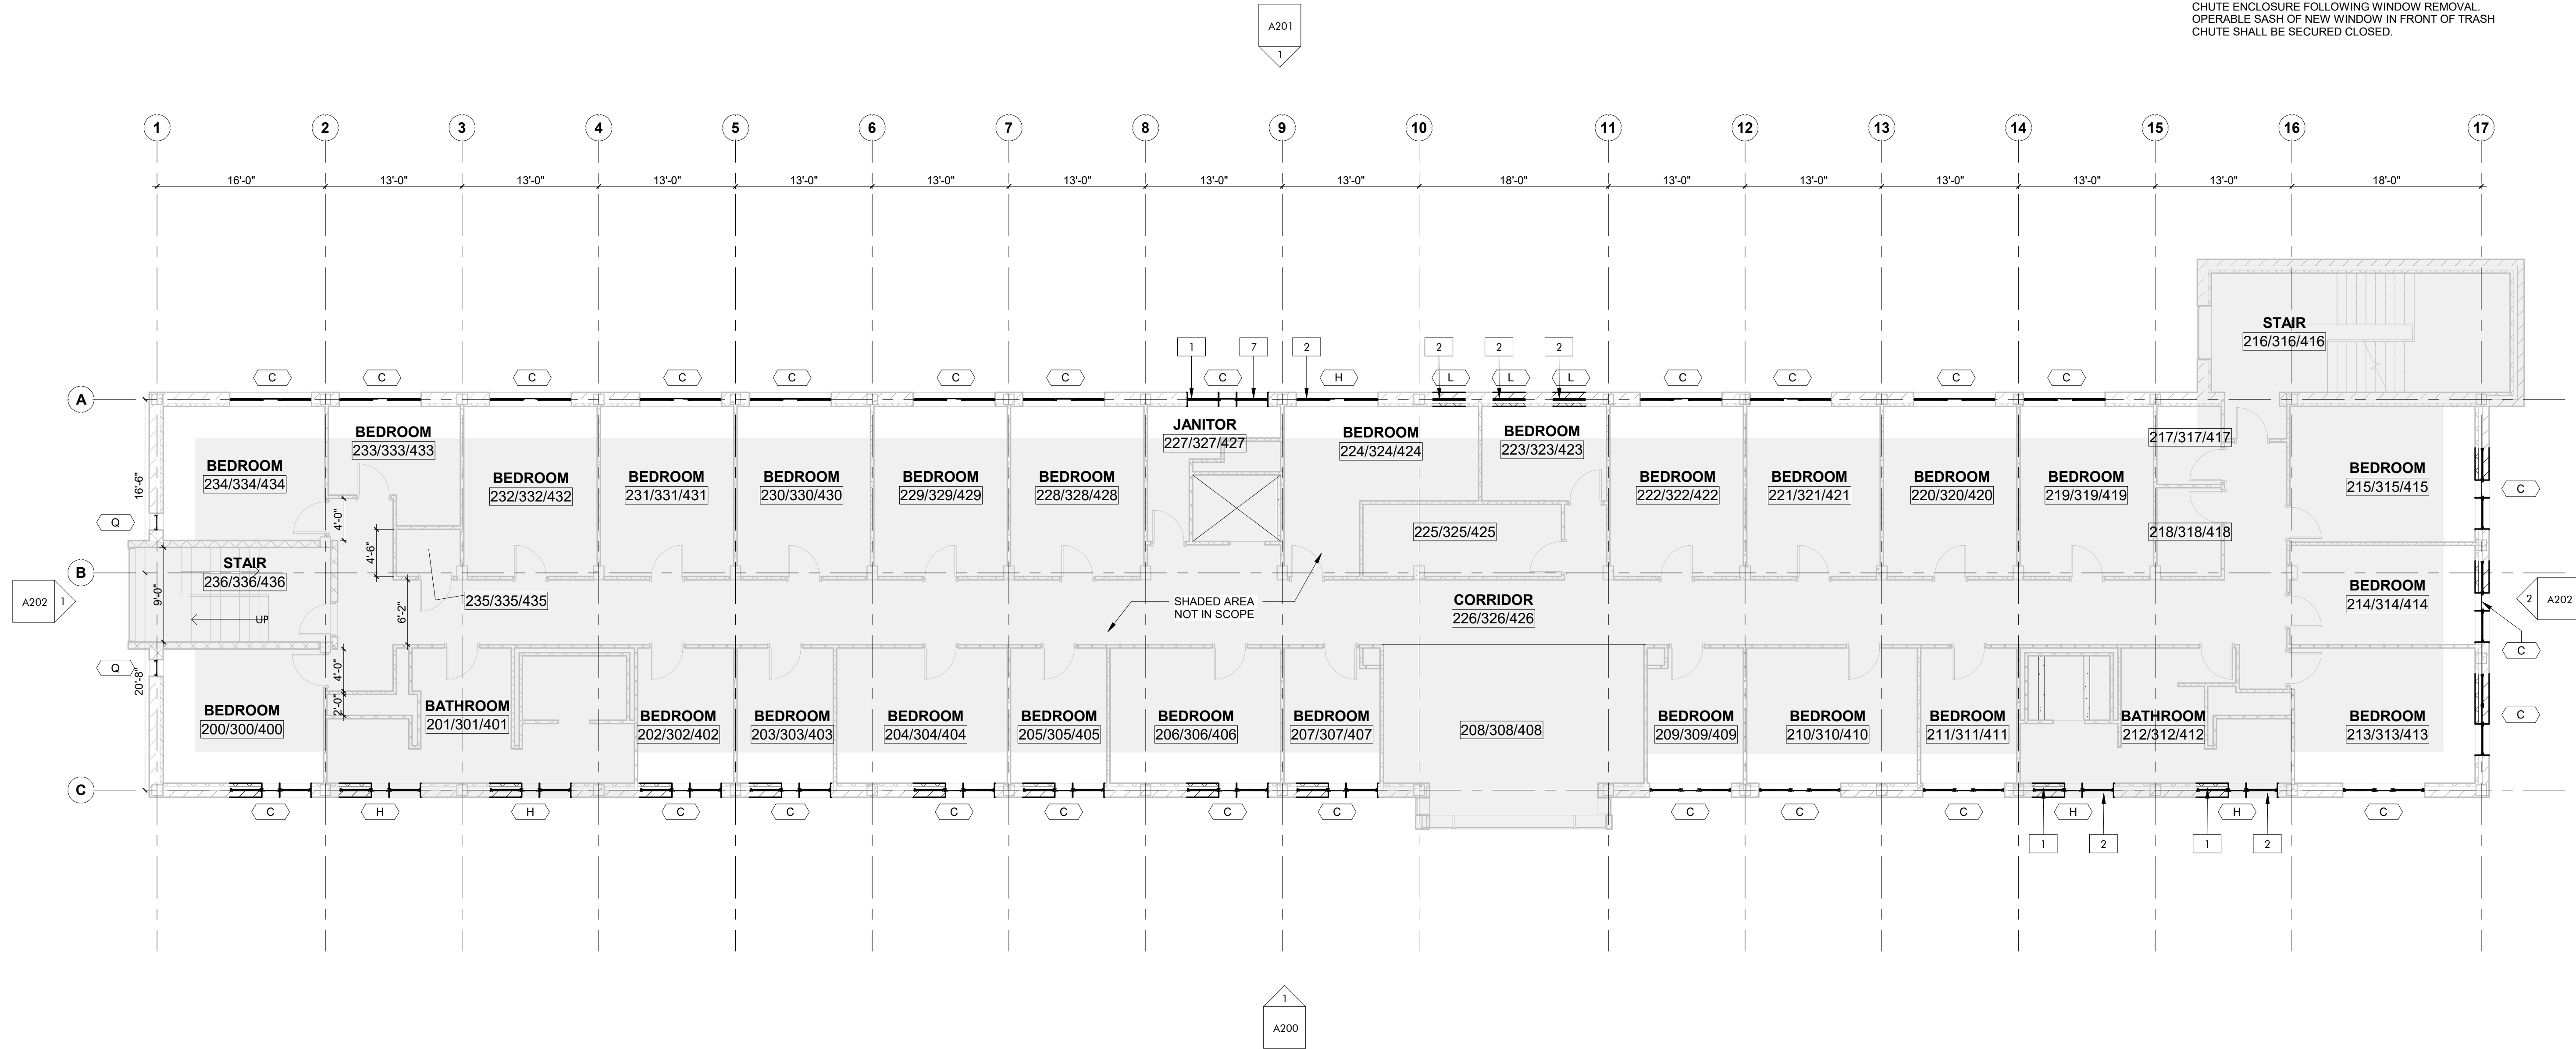 CHUTE ENCLOSURE FOLLOWING WINDOW REMOVAL.
OPERABLE SASH OF NEW WINDOW IN FRONT OF TRASH
CHUTE SHALL BE SECURED CLOSED.
A201
1
1 2 3 4 5 6 7 8 9 10 11 12 13 14 15 16 17
16'-0" 13'-0" 13'-0" 13'-0" 13'-0" 13'-0" 13'-0" 13'-0" 13'-0" 18'-0" 13'-0" 13'-0" 13'-0" 13'-0" 13'-0" 18'-0"
STAIR
216/316/416
1 7 2 2 2 2
C C C C C C C C H L L L C C C C
A
JANITOR
227/327/427
BEDROOM
233/333/433
BEDROOM
224/324/424
BEDROOM
223/323/423
217/317/417
BEDROOM
234/334/434
BEDROOM
232/332/432
BEDROOM
231/331/431
BEDROOM
230/330/430
BEDROOM
229/329/429
BEDROOM
228/328/428
BEDROOM
222/322/422
BEDROOM
221/321/421
BEDROOM
220/320/420
BEDROOM
219/319/419
BEDROOM
215/315/415
C
16'-6"
Q
4'-0"
4'-6"
225/325/425
218/318/418
STAIR
236/336/436
B
9'-0"
UP
A202
1
235/335/435
6'-2"
SHADED AREA
NOT IN SCOPE
CORRIDOR
226/326/426
BEDROOM
214/314/414
2
A202
C
Q
20'-8"
4'-0"
2'-0"
BEDROOM
200/300/400
BATHROOM
201/301/401
BEDROOM
202/302/402
BEDROOM
203/303/403
BEDROOM
204/304/404
BEDROOM
205/305/405
BEDROOM
206/306/406
BEDROOM
207/307/407
208/308/408
BEDROOM
209/309/409
BEDROOM
210/310/410
BEDROOM
211/311/411
BATHROOM
212/312/412
BEDROOM
213/313/413
C
C
C H H C C C C C C C C C H H C
1 2 1 2
1
A200